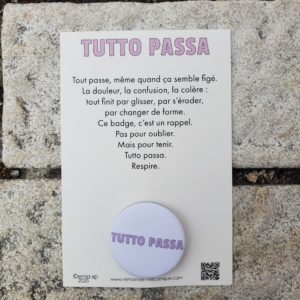 TUTTO PASSA
Tout passe, même quand ça semble figé.
La douleur, la confusion, la colère :
tout finit par glisser, par s'éroder,
par changer de forme.
Ce badge, c'est un rappel.
Pas pour oublier.
Mais pour tenir.
Tutto passa.
Respire.
TUTTO PASSA
2025